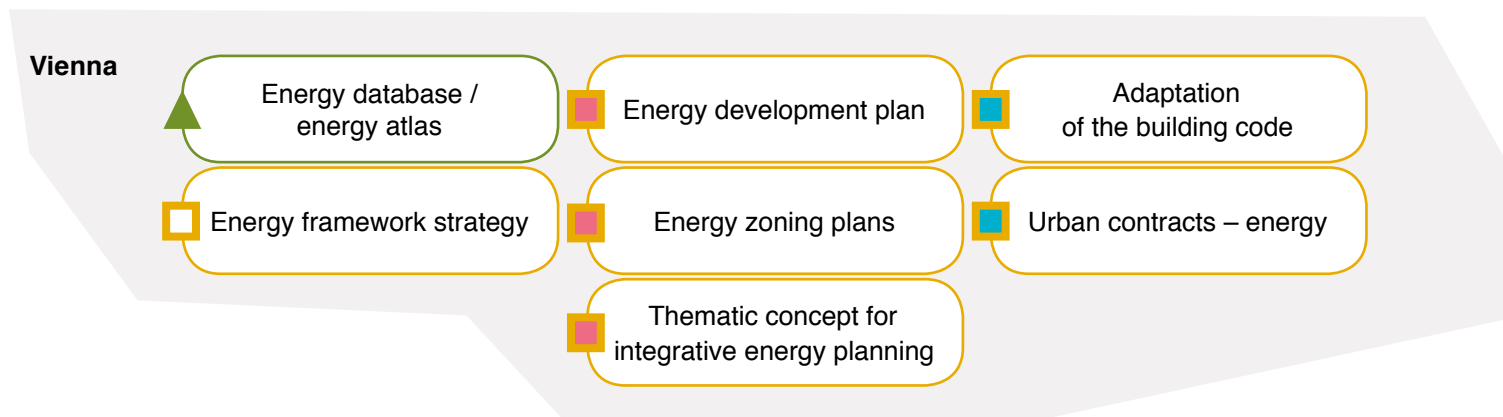 Vienna
Energy database /
energy atlas
Energy development plan
Adaptation
of the building code
Energy framework strategy
Energy zoning plans
Urban contracts – energy
Thematic concept for
integrative energy planning